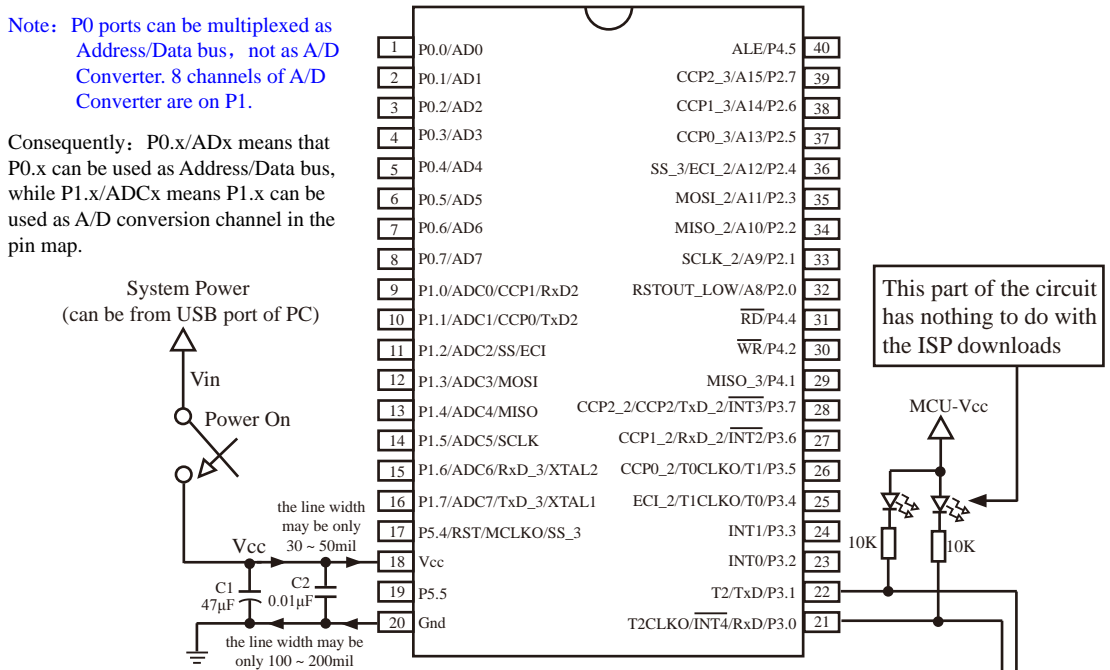 Note：P0 ports can be multiplexed as
Address/Data bus，not as A/D
Converter. 8 channels of A/D
Converter are on P1.
Consequently：P0.x/ADx means that
P0.x can be used as Address/Data bus,
while P1.x/ADCx means P1.x can be
used as A/D conversion channel in the
pin map.
System Power
(can be from USB port of PC)
Vin
Power On
the line width
may be only
30 ~ 50mil
Vcc
C1
47μF
C2
0.01μF
the line width may be
only 100 ~ 200mil
1 P0.0/AD0
2 P0.1/AD1
3 P0.2/AD2
4 P0.3/AD3
5 P0.4/AD4
6 P0.5/AD5
7 P0.6/AD6
8 P0.7/AD7
9 P1.0/ADC0/CCP1/RxD2
10 P1.1/ADC1/CCP0/TxD2
11 P1.2/ADC2/SS/ECI
12 P1.3/ADC3/MOSI
13 P1.4/ADC4/MISO
14 P1.5/ADC5/SCLK
15 P1.6/ADC6/RxD_3/XTAL2
16 P1.7/ADC7/TxD_3/XTAL1
17 P5.4/RST/MCLKO/SS_3
18 Vcc
19 P5.5
20 Gnd
ALE/P4.5 40
CCP2_3/A15/P2.7 39
CCP1_3/A14/P2.6 38
CCP0_3/A13/P2.5 37
SS_3/ECI_2/A12/P2.4 36
MOSI_2/A11/P2.3 35
MISO_2/A10/P2.2 34
SCLK_2/A9/P2.1 33
RSTOUT_LOW/A8/P2.0 32
RD/P4.4 31
WR/P4.2 30
MISO_3/P4.1 29
CCP2_2/CCP2/TxD_2/INT3/P3.7 28
CCP1_2/RxD_2/INT2/P3.6 27
CCP0_2/T0CLKO/T1/P3.5 26
ECI_2/T1CLKO/T0/P3.4 25
INT1/P3.3 24
INT0/P3.2 23
T2/TxD/P3.1 22
T2CLKO/INT4/RxD/P3.0 21
This part of the circuit
has nothing to do with
the ISP downloads
MCU-Vcc
10K
10K